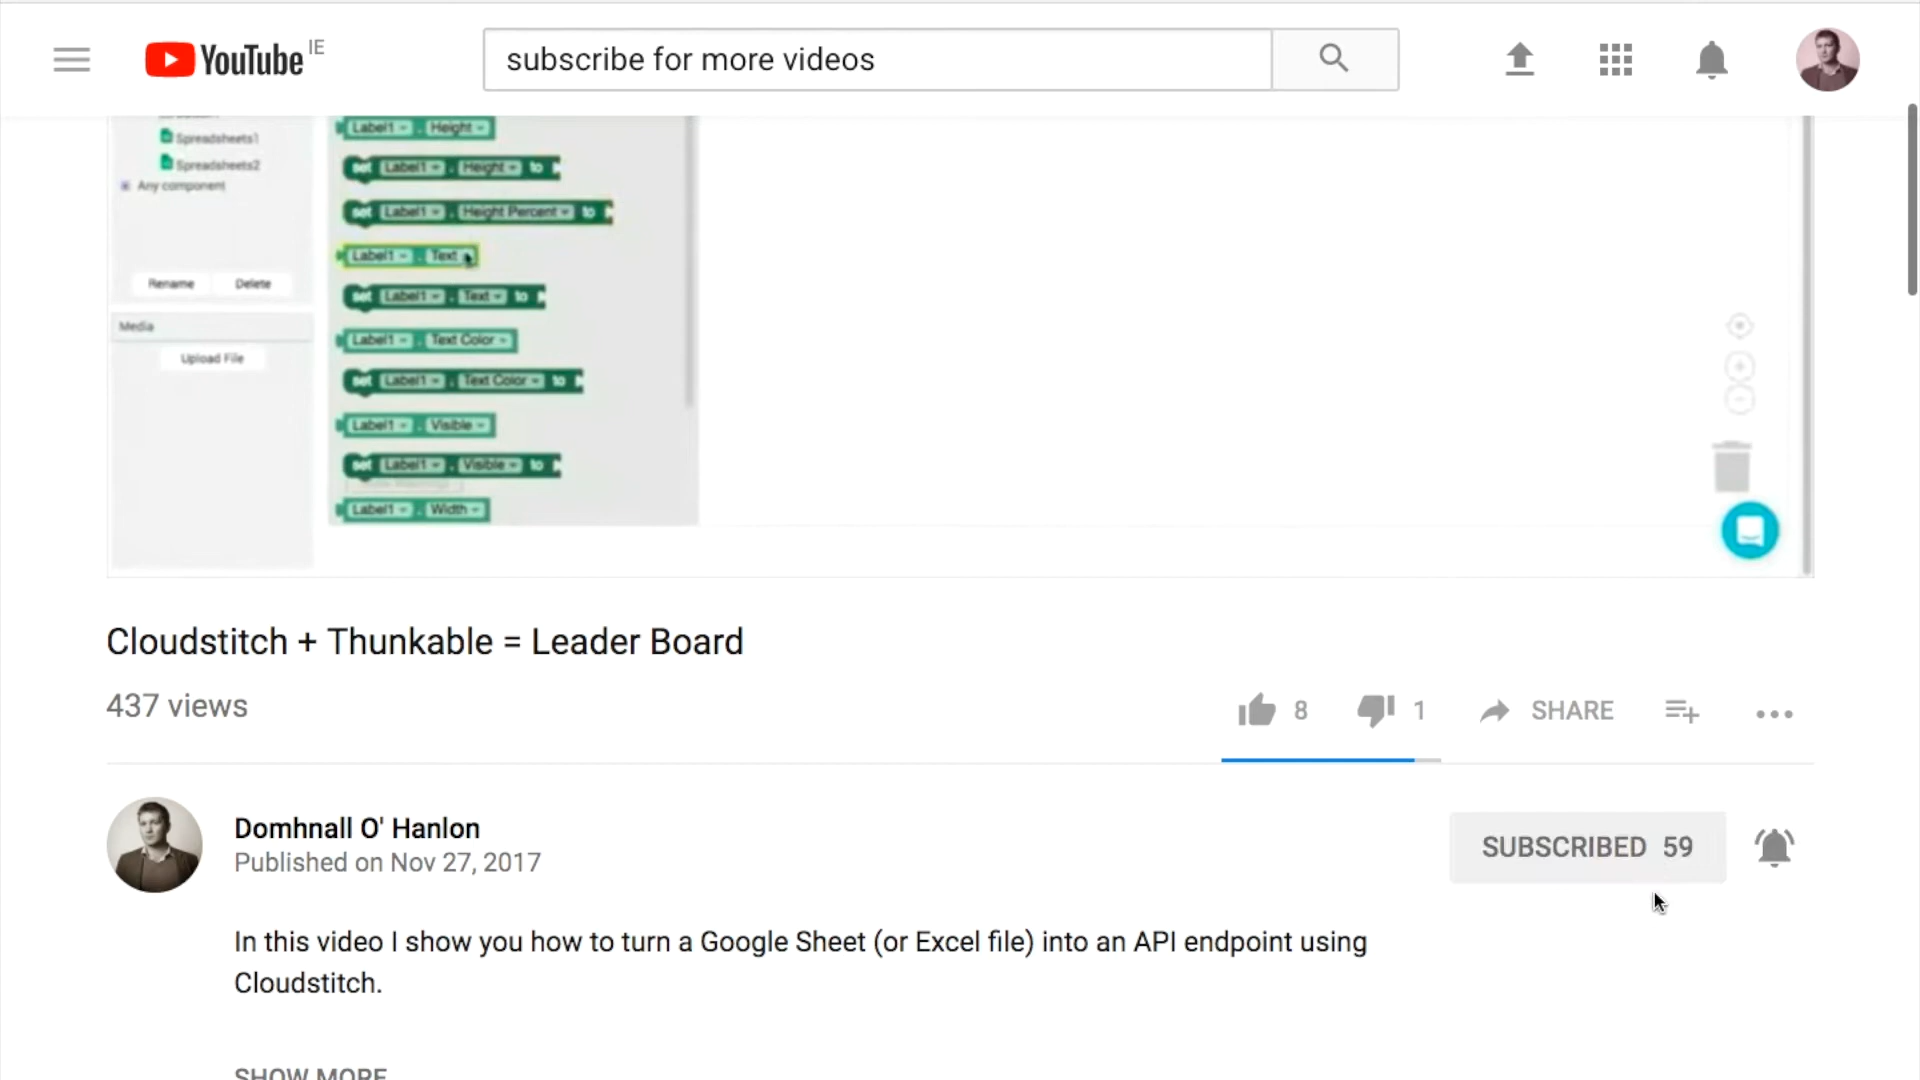 YouTube IE
subscribe for more videos
Label1 . Height
Spreadsheets1
Spreadsheets2
Any component
set Label1 . Height to
set Label1 . Height Percent to
Label1 . Text
Rename Delete
set Label1 . Text to
Media
Label1 . Text Color
Upload File
set Label1 . Text Color to
Label1 . Visible
set Label1 . Visible to
Label1 . Width
Cloudstitch + Thunkable = Leader Board
437 views
8
1
SHARE
Domhnall O' Hanlon
Published on Nov 27, 2017
SUBSCRIBED 59
In this video I show you how to turn a Google Sheet (or Excel file) into an API endpoint using
Cloudstitch.
SHOW MORE